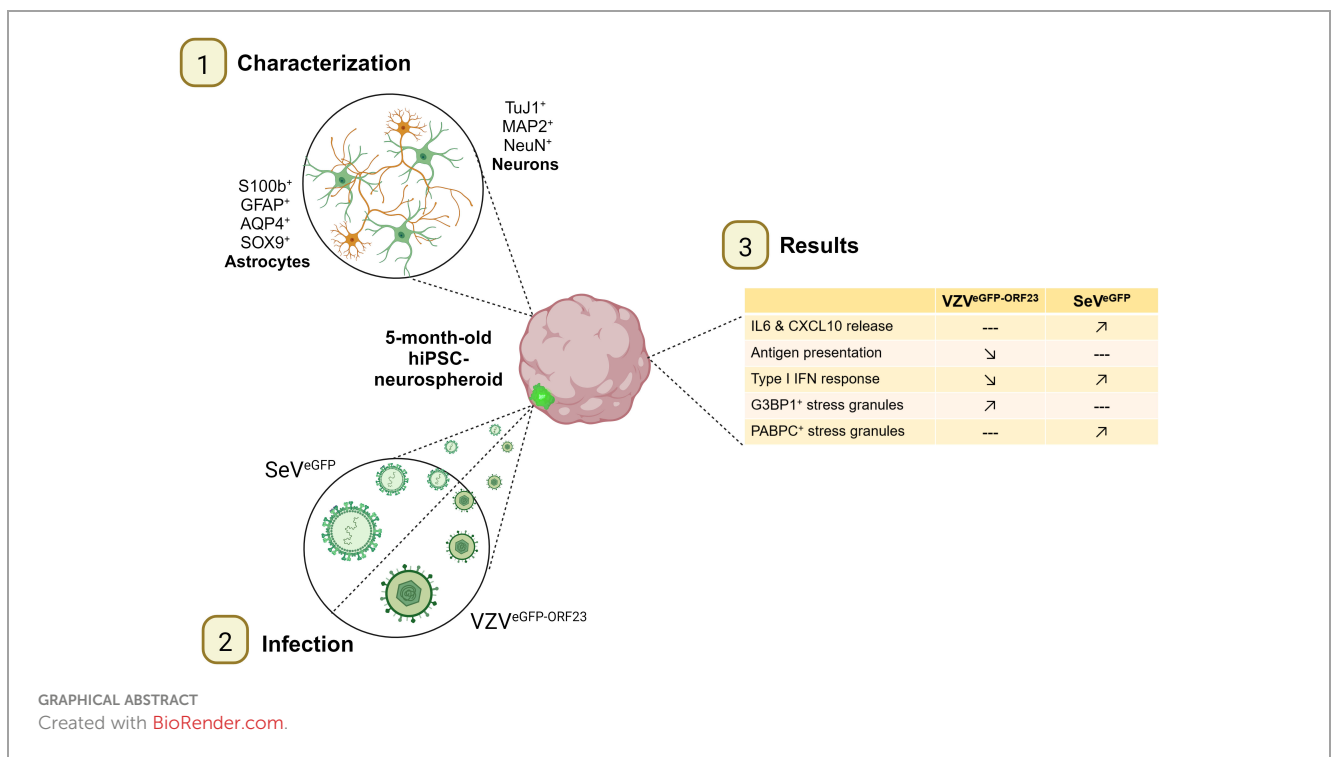 1 Characterization
TuJ1⁺
MAP2⁺
NeuN⁺
Neurons
S100b⁺
GFAP⁺
AQP4⁺
SOX9⁺
Astrocytes
5-month-old
hiPSC-
neurospheroid
SeVᵉᴳᶠᴾ
VZVᵉᴳᶠᴾ⁻ᴼᴿᶠ²³
2 Infection
3 Results
VZVᵉᴳᶠᴾ⁻ᴼᴿᶠ²³ SeVᵉᴳᶠᴾ
IL6 & CXCL10 release --- ↗
Antigen presentation ↘ ---
Type I IFN response ↘ ↗
G3BP1⁺ stress granules ↗ ---
PABPC⁺ stress granules --- ↗
GRAPHICAL ABSTRACT
Created with BioRender.com.